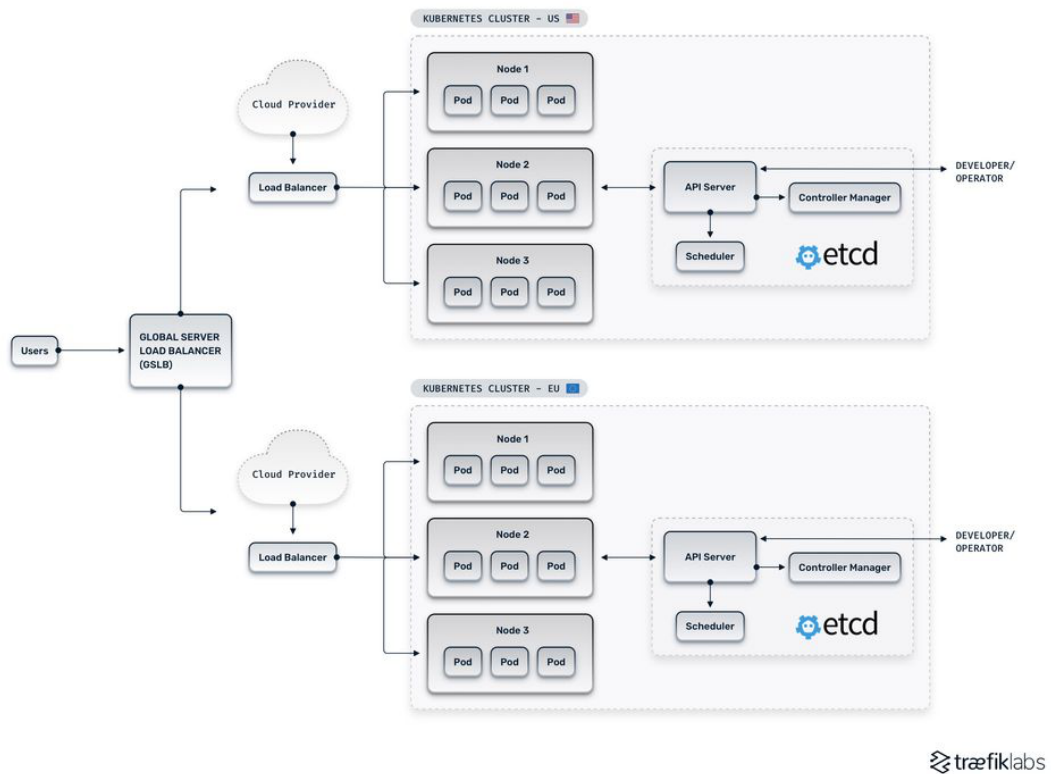 KUBERNETES CLUSTER - US
Cloud Provider
Load Balancer
Node 1
Pod Pod Pod
Node 2
Pod Pod Pod
Node 3
Pod Pod Pod
API Server
Controller Manager
Scheduler
etcd
DEVELOPER/
OPERATOR
Users
GLOBAL SERVER
LOAD BALANCER
(GSLB)
KUBERNETES CLUSTER - EU
Cloud Provider
Load Balancer
Node 1
Pod Pod Pod
Node 2
Pod Pod Pod
Node 3
Pod Pod Pod
API Server
Controller Manager
Scheduler
etcd
DEVELOPER/
OPERATOR
træfiklabs